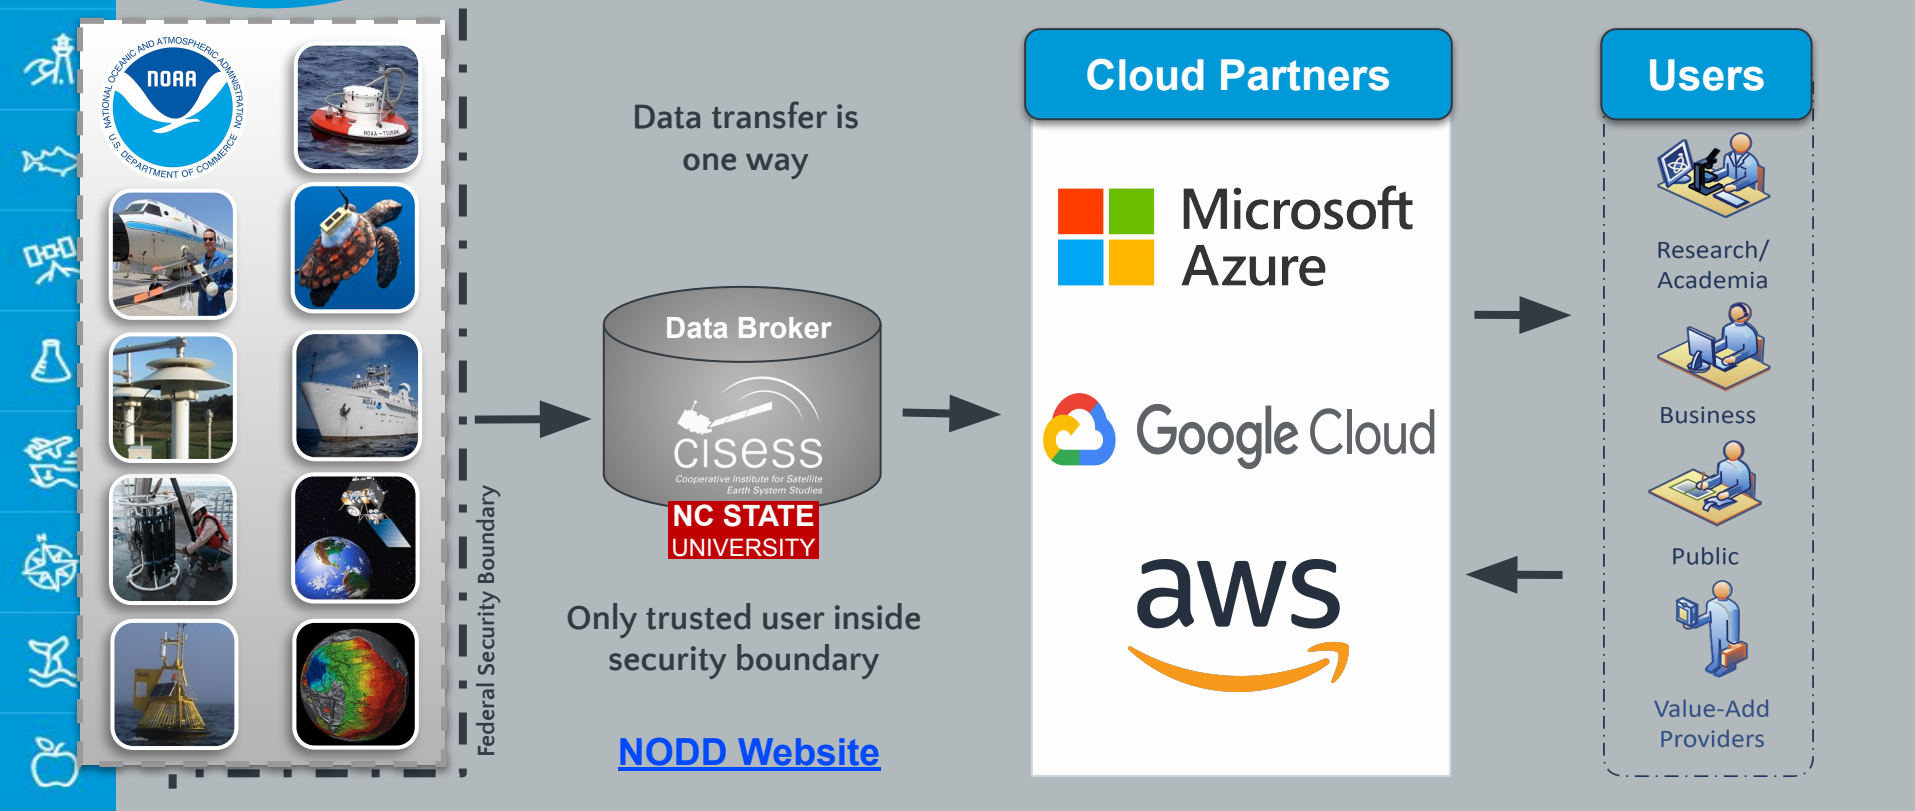 NATIONAL OCEANIC AND ATMOSPHERIC ADMINISTRATION
U.S. DEPARTMENT OF COMMERCE
NOAA
Federal Security Boundary
Data transfer is
one way
Data Broker
cisess
Cooperative Institute for Satellite
Earth System Studies
NC STATE
UNIVERSITY
Only trusted user inside
security boundary
NODD Website
Cloud Partners
Microsoft
Azure
Google Cloud
aws
Users
Research/
Academia
Business
Public
Value-Add
Providers